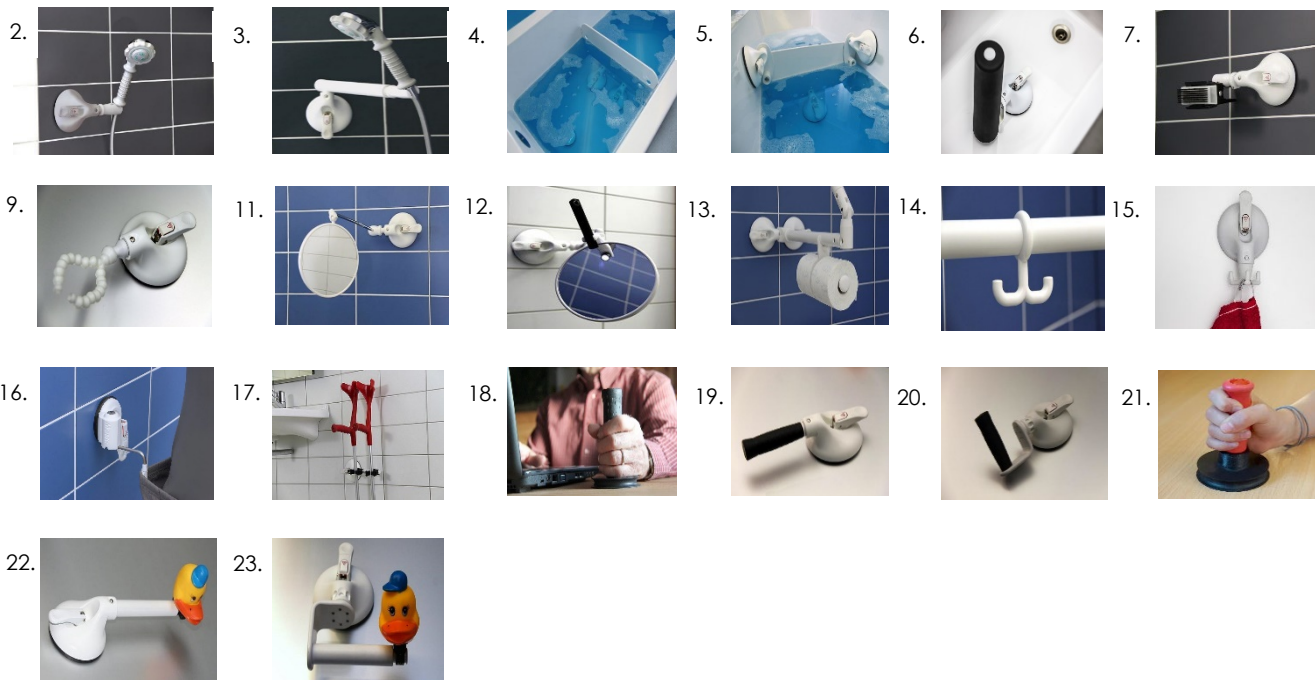 2. 3. 4. 5. 6. 7.
9. 11. 12. 13. 14. 15.
16. 17. 18. 19. 20. 21.
22. 23.